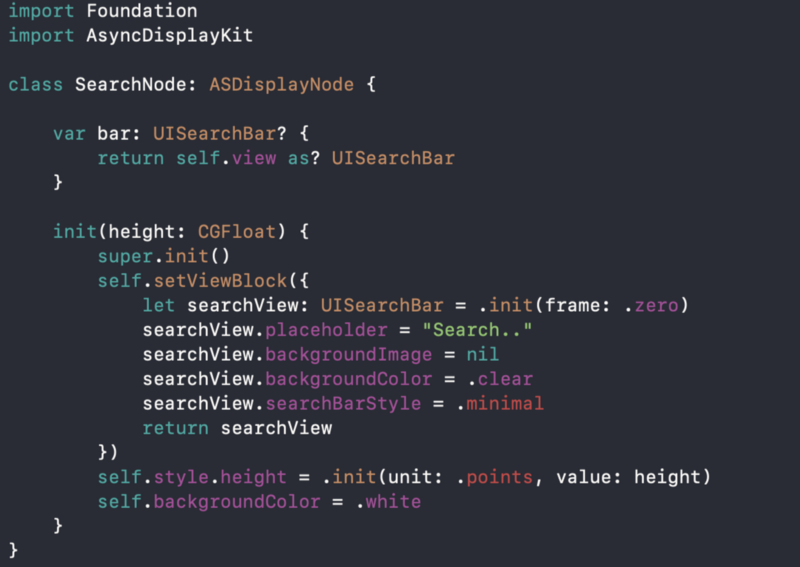 import Foundation
import AsyncDisplayKit

class SearchNode: ASDisplayNode {

    var bar: UISearchBar? {
        return self.view as? UISearchBar
    }

    init(height: CGFloat) {
        super.init()
        self.setViewBlock({
            let searchView: UISearchBar = .init(frame: .zero)
            searchView.placeholder = "Search.."
            searchView.backgroundImage = nil
            searchView.backgroundColor = .clear
            searchView.searchBarStyle = .minimal
            return searchView
        })
        self.style.height = .init(unit: .points, value: height)
        self.backgroundColor = .white
    }
}